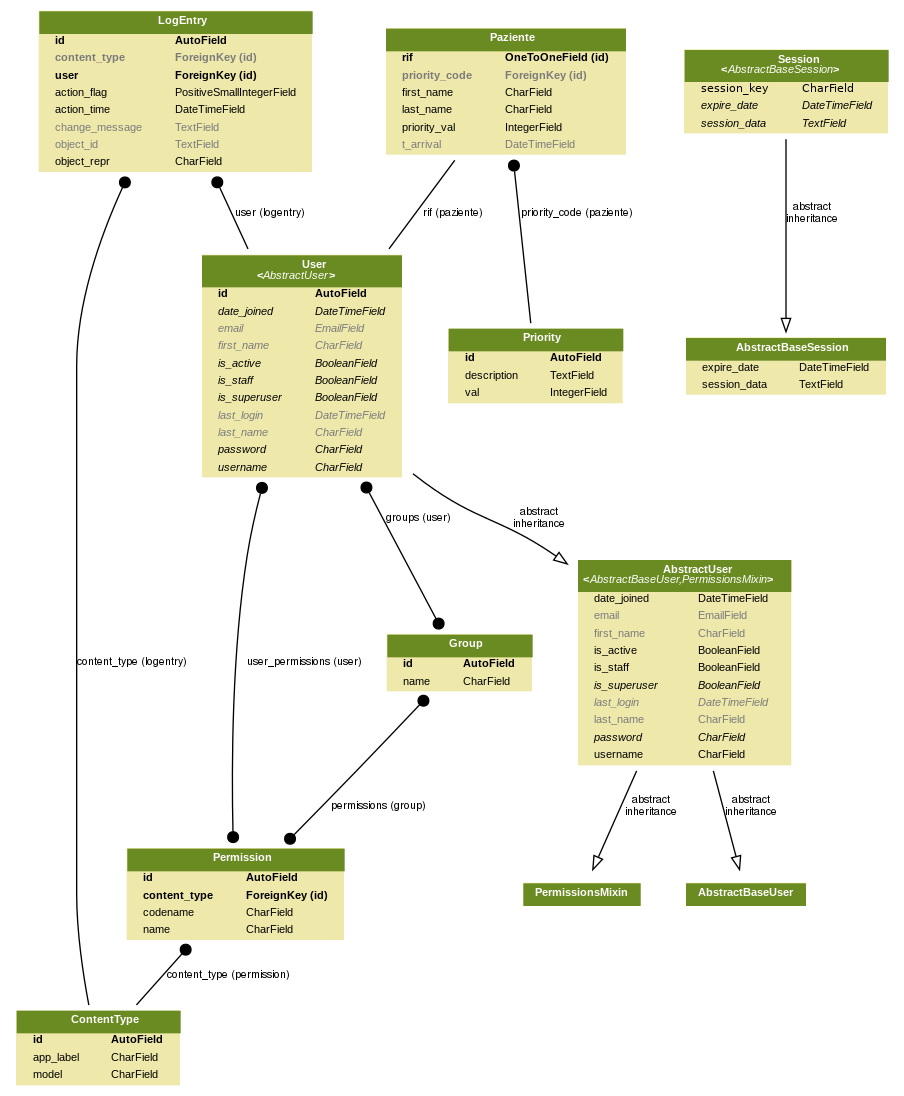 LogEntry
id AutoField
content_type ForeignKey (id)
user ForeignKey (id)
action_flag PositiveSmallIntegerField
action_time DateTimeField
change_message TextField
object_id TextField
object_repr CharField
Paziente
rif OneToOneField (id)
priority_code ForeignKey (id)
first_name CharField
last_name CharField
priority_val IntegerField
t_arrival DateTimeField
Session
<AbstractBaseSession>
session_key CharField
expire_date DateTimeField
session_data TextField
user (logentry)
rif (paziente)
priority_code (paziente)
abstract
inheritance
User
<AbstractUser>
id AutoField
date_joined DateTimeField
email EmailField
first_name CharField
is_active BooleanField
is_staff BooleanField
is_superuser BooleanField
last_login DateTimeField
last_name CharField
password CharField
username CharField
Priority
id AutoField
description TextField
val IntegerField
AbstractBaseSession
expire_date DateTimeField
session_data TextField
groups (user)
abstract
inheritance
AbstractUser
<AbstractBaseUser,PermissionsMixin>
date_joined DateTimeField
email EmailField
first_name CharField
is_active BooleanField
is_staff BooleanField
is_superuser BooleanField
last_login DateTimeField
last_name CharField
password CharField
username CharField
Group
id AutoField
name CharField
content_type (logentry)
user_permissions (user)
permissions (group)
abstract
inheritance
abstract
inheritance
Permission
id AutoField
content_type ForeignKey (id)
codename CharField
name CharField
PermissionsMixin
AbstractBaseUser
content_type (permission)
ContentType
id AutoField
app_label CharField
model CharField